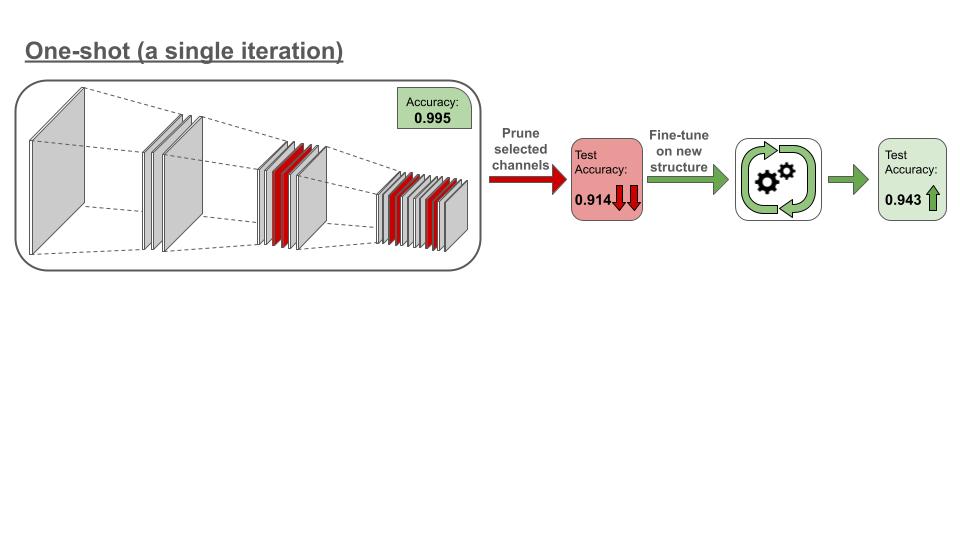 One-shot (a single iteration)
Accuracy:
0.995
Prune
selected
channels
Test
Accuracy:
0.914
Fine-tune
on new
structure
Test
Accuracy:
0.943